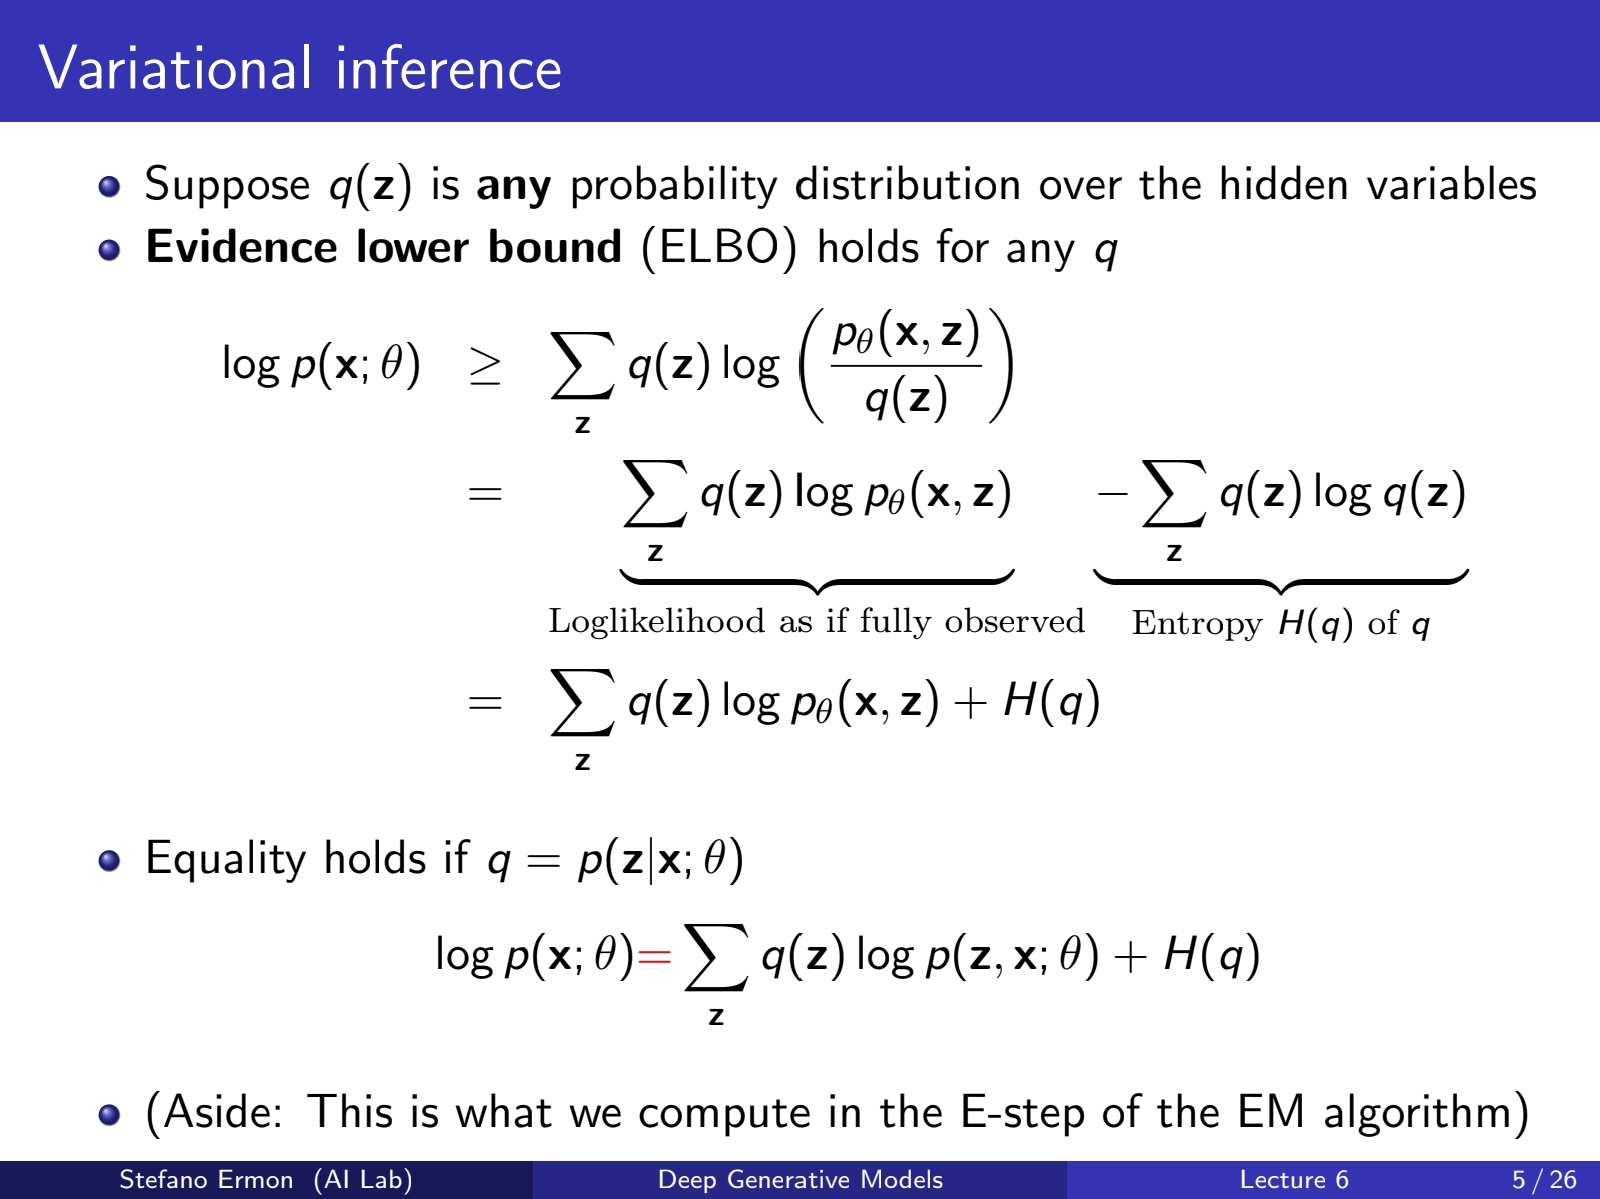 Variational inference
Suppose q(z) is any probability distribution over the hidden variables
Evidence lower bound (ELBO) holds for any q
log p(x; θ) ≥ ∑_z q(z) log (p_θ(x, z) / q(z))
= ∑_z q(z) log p_θ(x, z) − ∑_z q(z) log q(z)
Loglikelihood as if fully observed Entropy H(q) of q
= ∑_z q(z) log p_θ(x, z) + H(q)
Equality holds if q = p(z|x; θ)
log p(x; θ) = ∑_z q(z) log p(z, x; θ) + H(q)
(Aside: This is what we compute in the E-step of the EM algorithm)
Stefano Ermon (AI Lab) Deep Generative Models Lecture 6 5 / 26